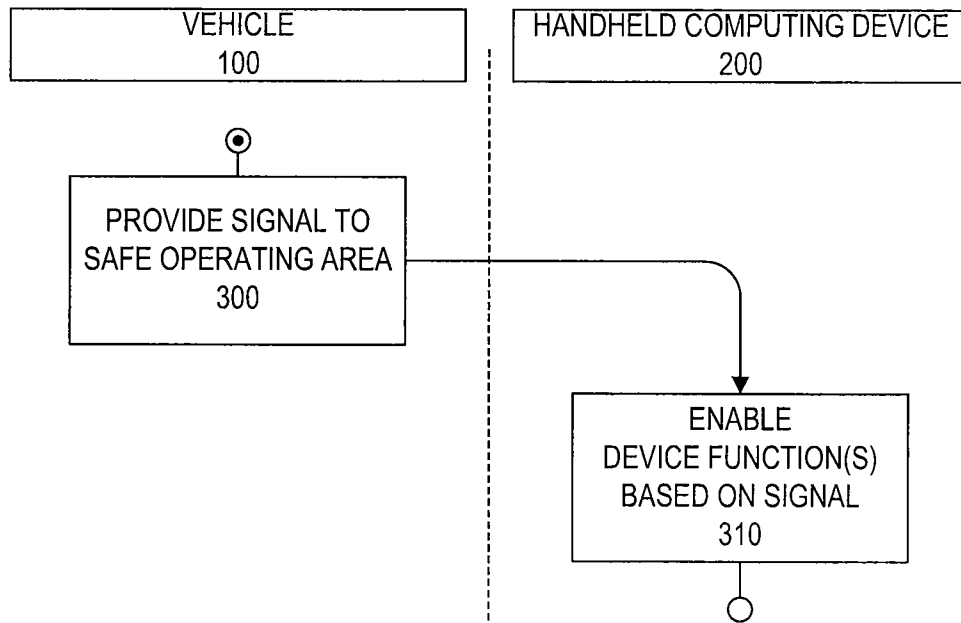 VEHICLE
100
HANDHELD COMPUTING DEVICE
200
PROVIDE SIGNAL TO
SAFE OPERATING AREA
300
ENABLE
DEVICE FUNCTION(S)
BASED ON SIGNAL
310